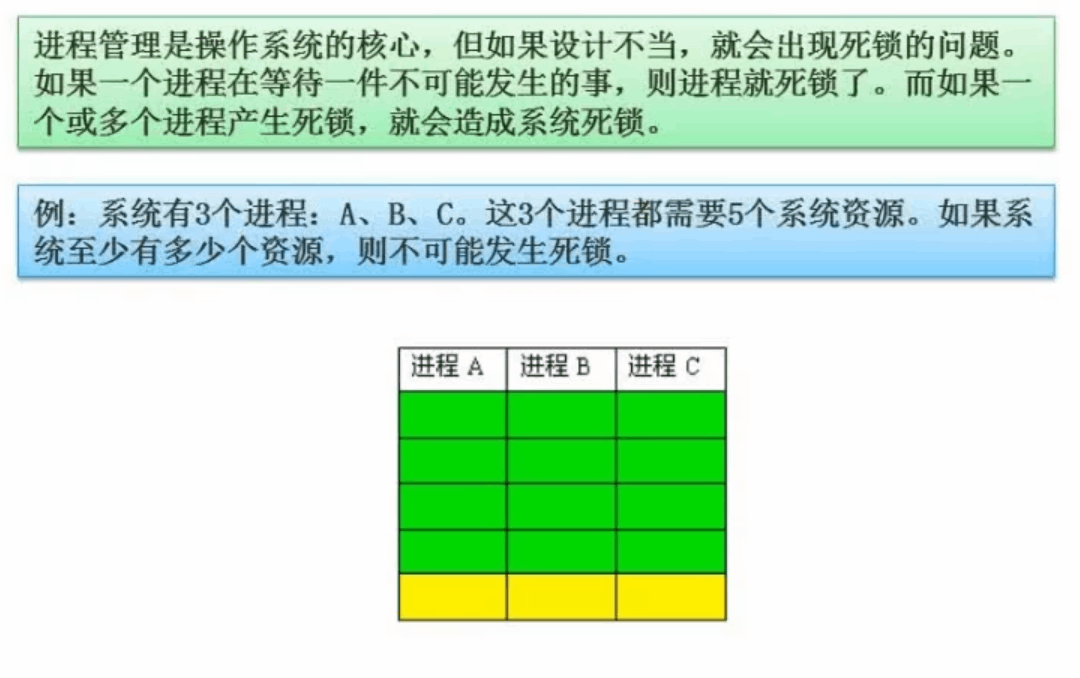 进程管理是操作系统的核心，但如果设计不当，就会出现死锁的问题。
如果一个进程在等待一件不可能发生的事，则进程就死锁了。而如果一
个或多个进程产生死锁，就会造成系统死锁。
例：系统有3个进程：A、B、C。这3个进程都需要5个系统资源。如果系
统至少有多少个资源，则不可能发生死锁。
进程 A 进程 B 进程 C